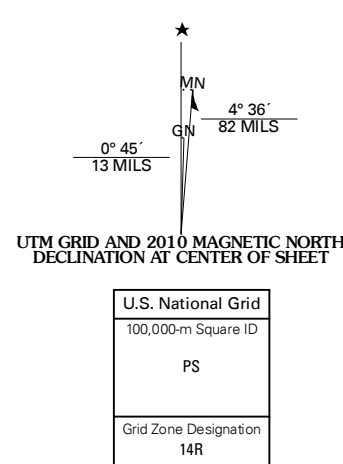 MN
4° 36´
82 MILS
GN
0° 45´
13 MILS
UTM GRID AND 2010 MAGNETIC NORTH
DECLINATION AT CENTER OF SHEET
U.S. National Grid
100,000-m Square ID
PS
Grid Zone Designation
14R